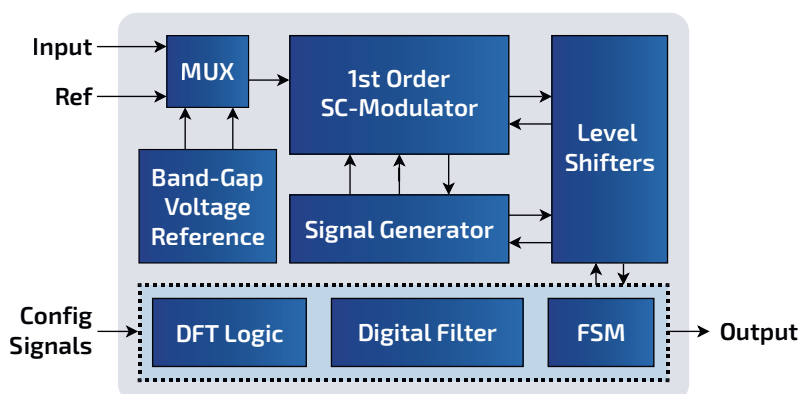 Input
Ref
MUX
1st Order
SC-Modulator
Level
Shifters
Band-Gap
Voltage
Reference
Signal Generator
Config
Signals
DFT Logic
Digital Filter
FSM
Output